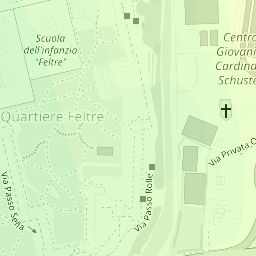 Scuola
dell'infanzia
"Feltre"
Centro
Giovani
Cardina
Schuste
Quartiere Feltre
Via Privata O
Via Passo Rolle
Via Passo Sella